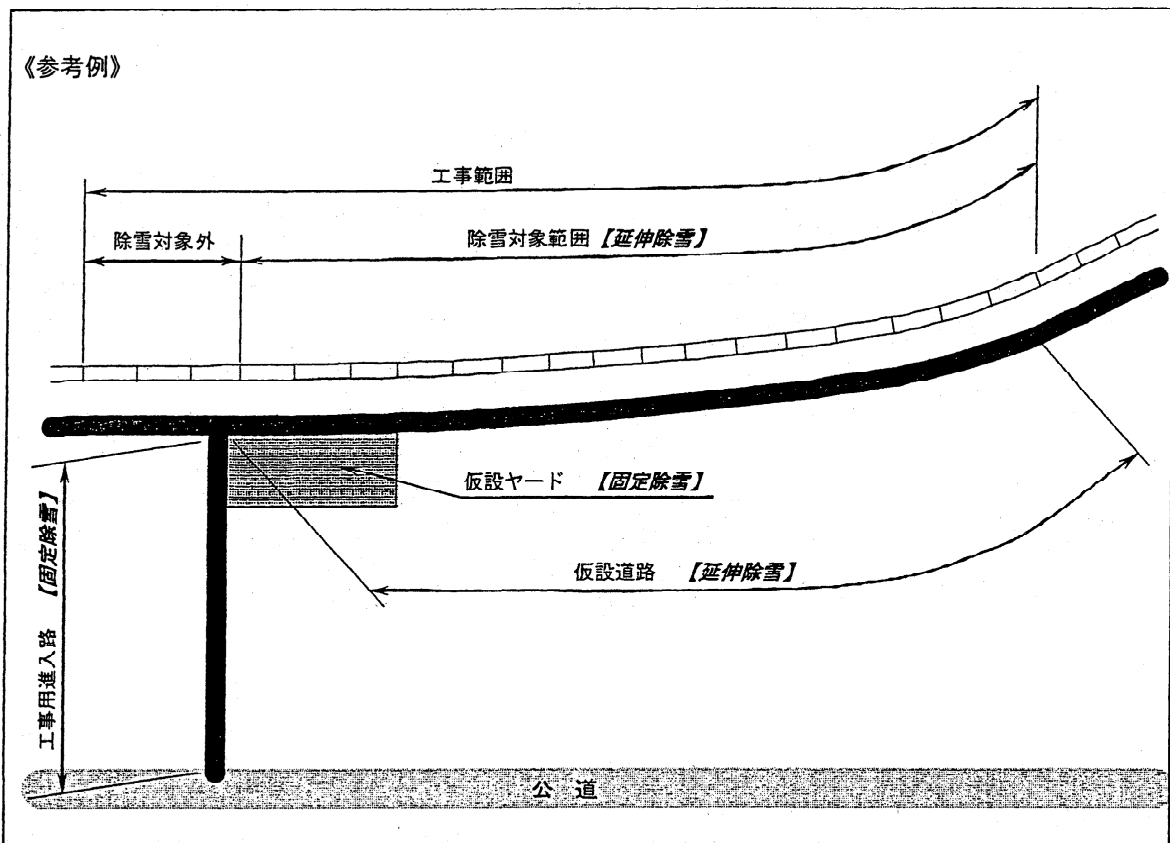 《参考例》
工事範囲
除雪対象外
除雪対象範囲【延伸除雪】
仮設ヤード 【固定除雪】
仮設道路 【延伸除雪】
工事用進入路 【固定除雪】
公 道